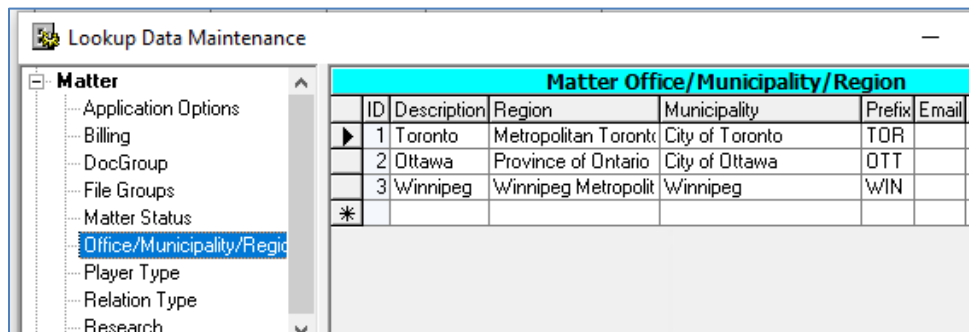 Lookup Data Maintenance
Matter
Application Options
Billing
DocGroup
File Groups
Matter Status
Office/Municipality/Regio
Player Type
Relation Type
Research
Matter Office/Municipality/Region
ID Description Region Municipality Prefix Email
1 Toronto Metropolitan Toronto City of Toronto TOR
2 Ottawa Province of Ontario City of Ottawa OTT
3 Winnipeg Winnipeg Metropolit Winnipeg WIN